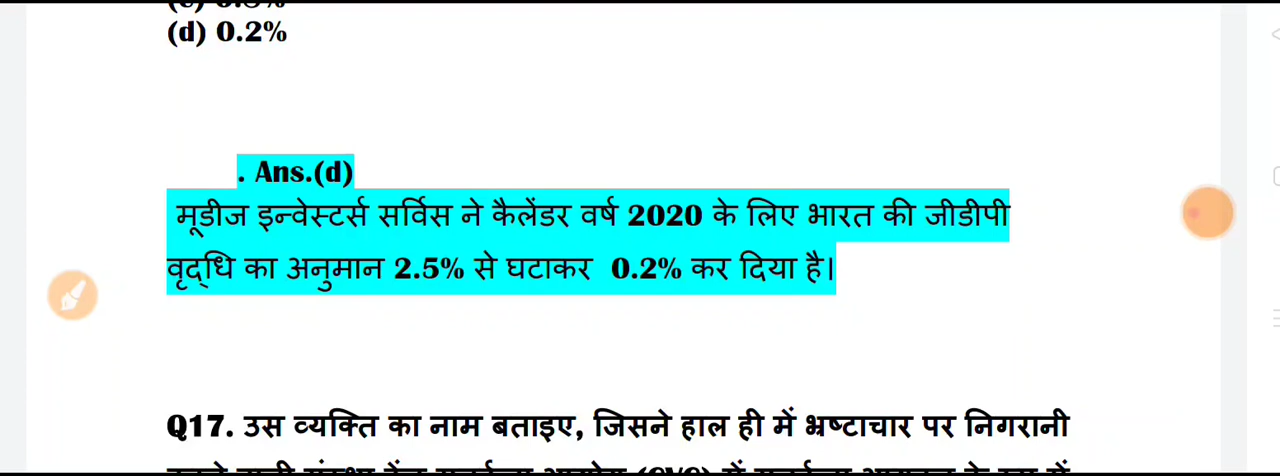 (d) 0.2%
. Ans.(d)
मूडीज इन्वेस्टर्स सर्विस ने कैलेंडर वर्ष 2020 के लिए भारत की जीडीपी
वृद्धि का अनुमान 2.5% से घटाकर 0.2% कर दिया है।
Q17. उस व्यक्ति का नाम बताइए, जिसने हाल ही में भ्रष्टाचार पर निगरानी